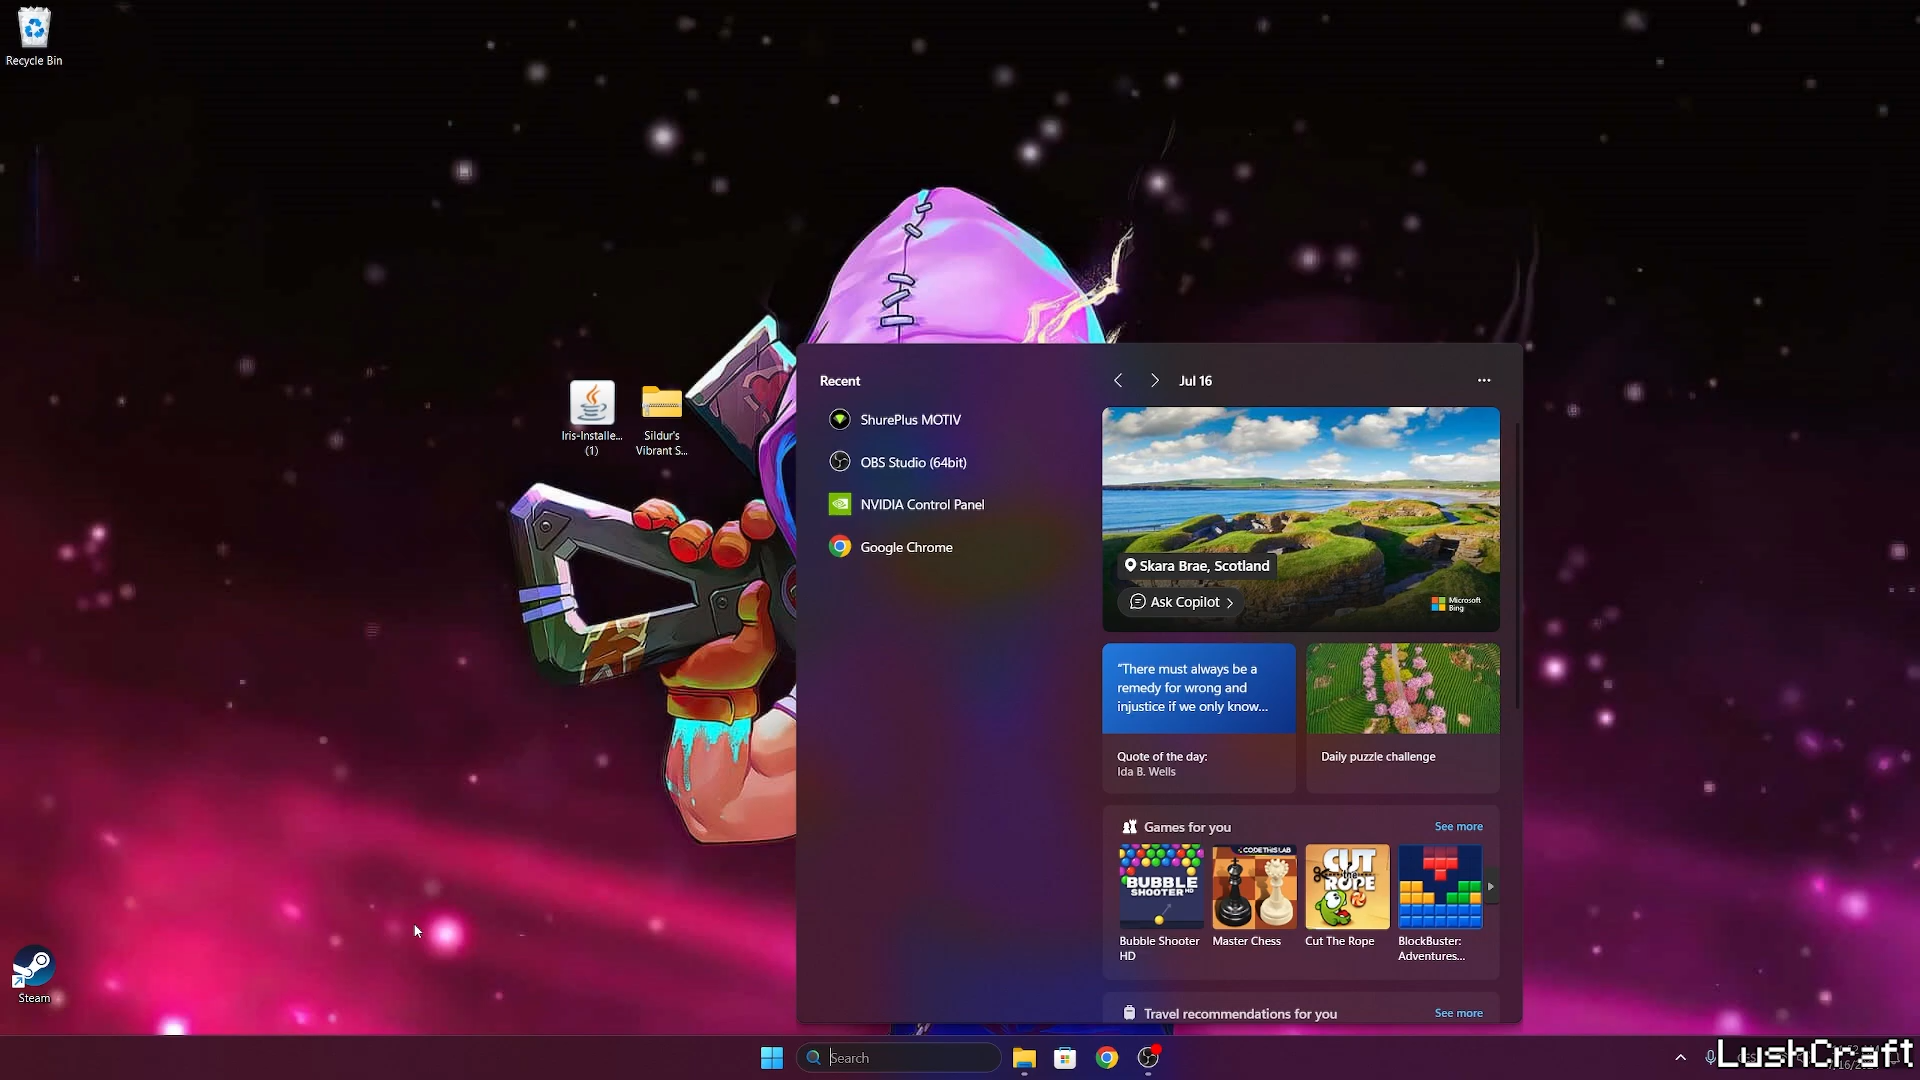 Recycle Bin
Iris-Installe...
(1)
Sildur's
Vibrant S...
Steam
Recent
ShurePlus MOTIV
OBS Studio (64bit)
NVIDIA Control Panel
Google Chrome
Jul 16
Skara Brae, Scotland
Ask Copilot
Microsoft
Bing
"There must always be a
remedy for wrong and
injustice if we only know...
Quote of the day:
Ida B. Wells
Daily puzzle challenge
Games for you
See more
CODETHISLAB
BUBBLE
SHOOTER HD
CUT
the
ROPE
Bubble Shooter
HD
Master Chess
Cut The Rope
BlockBuster:
Adventures...
Travel recommendations for you
See more
Search
LushCraft